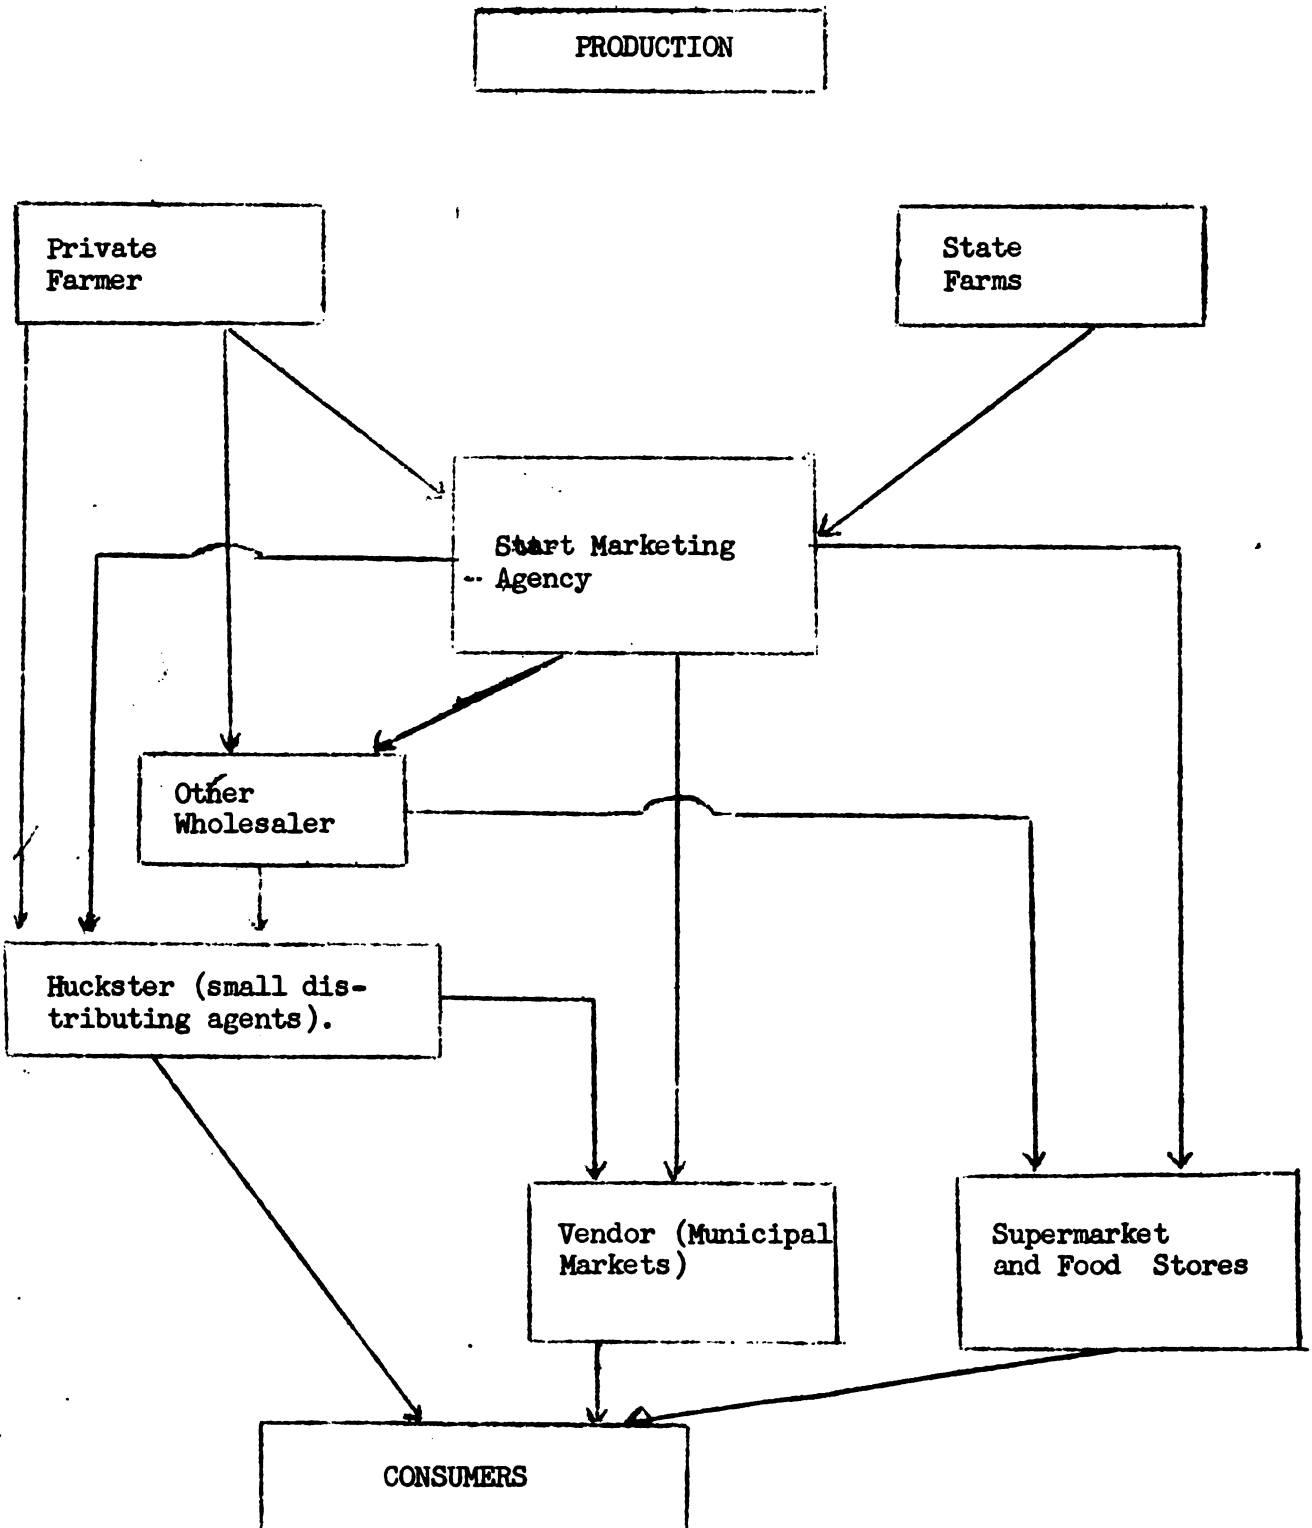 PRODUCTION
Private
Farmer
State
Farms
Start Marketing
Agency
Other
Wholesaler
Huckster (small dis-
tributing agents).
Vendor (Municipal
Markets)
Supermarket
and Food Stores
CONSUMERS